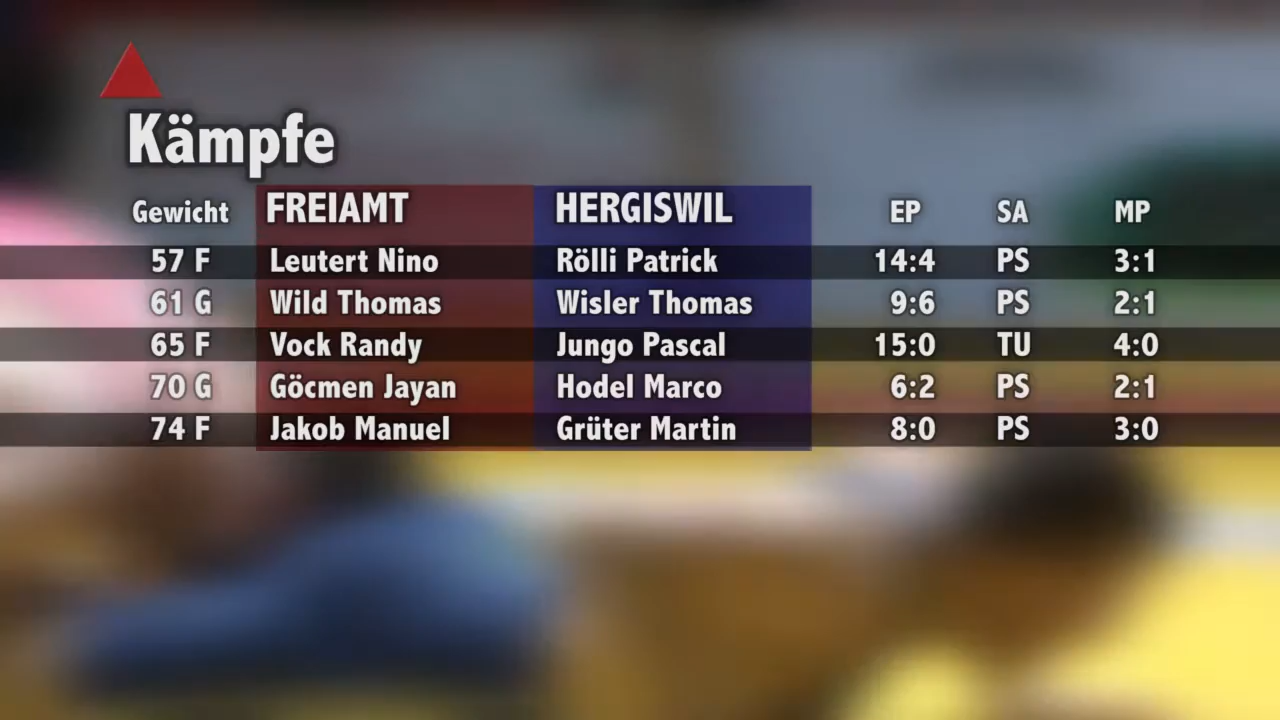 Kämpfe
Gewicht FREIAMT HERGISWIL EP SA MP
57 F Leutert Nino Rölli Patrick 14:4 PS 3:1
61 G Wild Thomas Wisler Thomas 9:6 PS 2:1
65 F Vock Randy Jungo Pascal 15:0 TU 4:0
70 G Göcmen Jayan Hodel Marco 6:2 PS 2:1
74 F Jakob Manuel Grüter Martin 8:0 PS 3:0